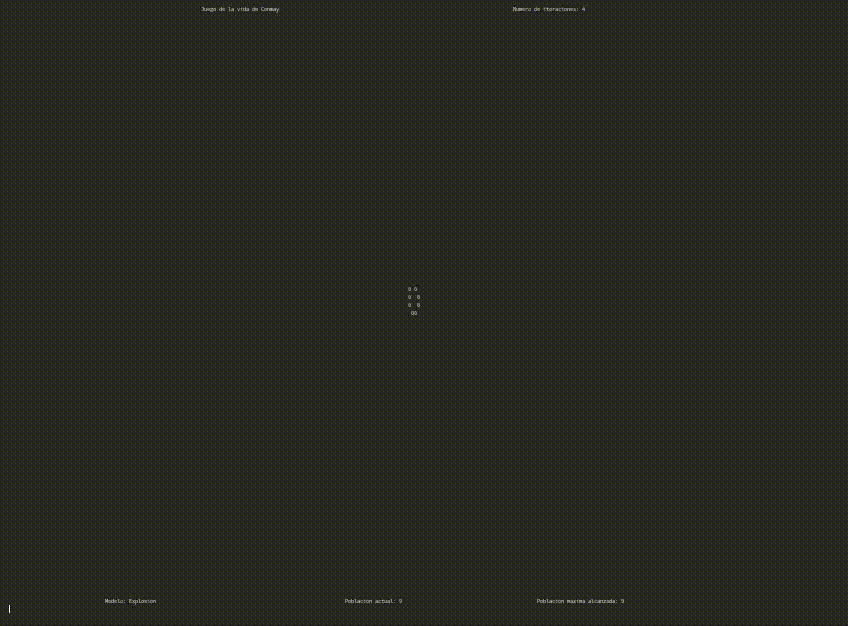 Juego de la vida de Conway
Numero de iteraciones: 4
0 0
0  0
0  0
00
Modelo: Explosion
Poblacion actual: 9
Poblacion maxima alcanzada: 9